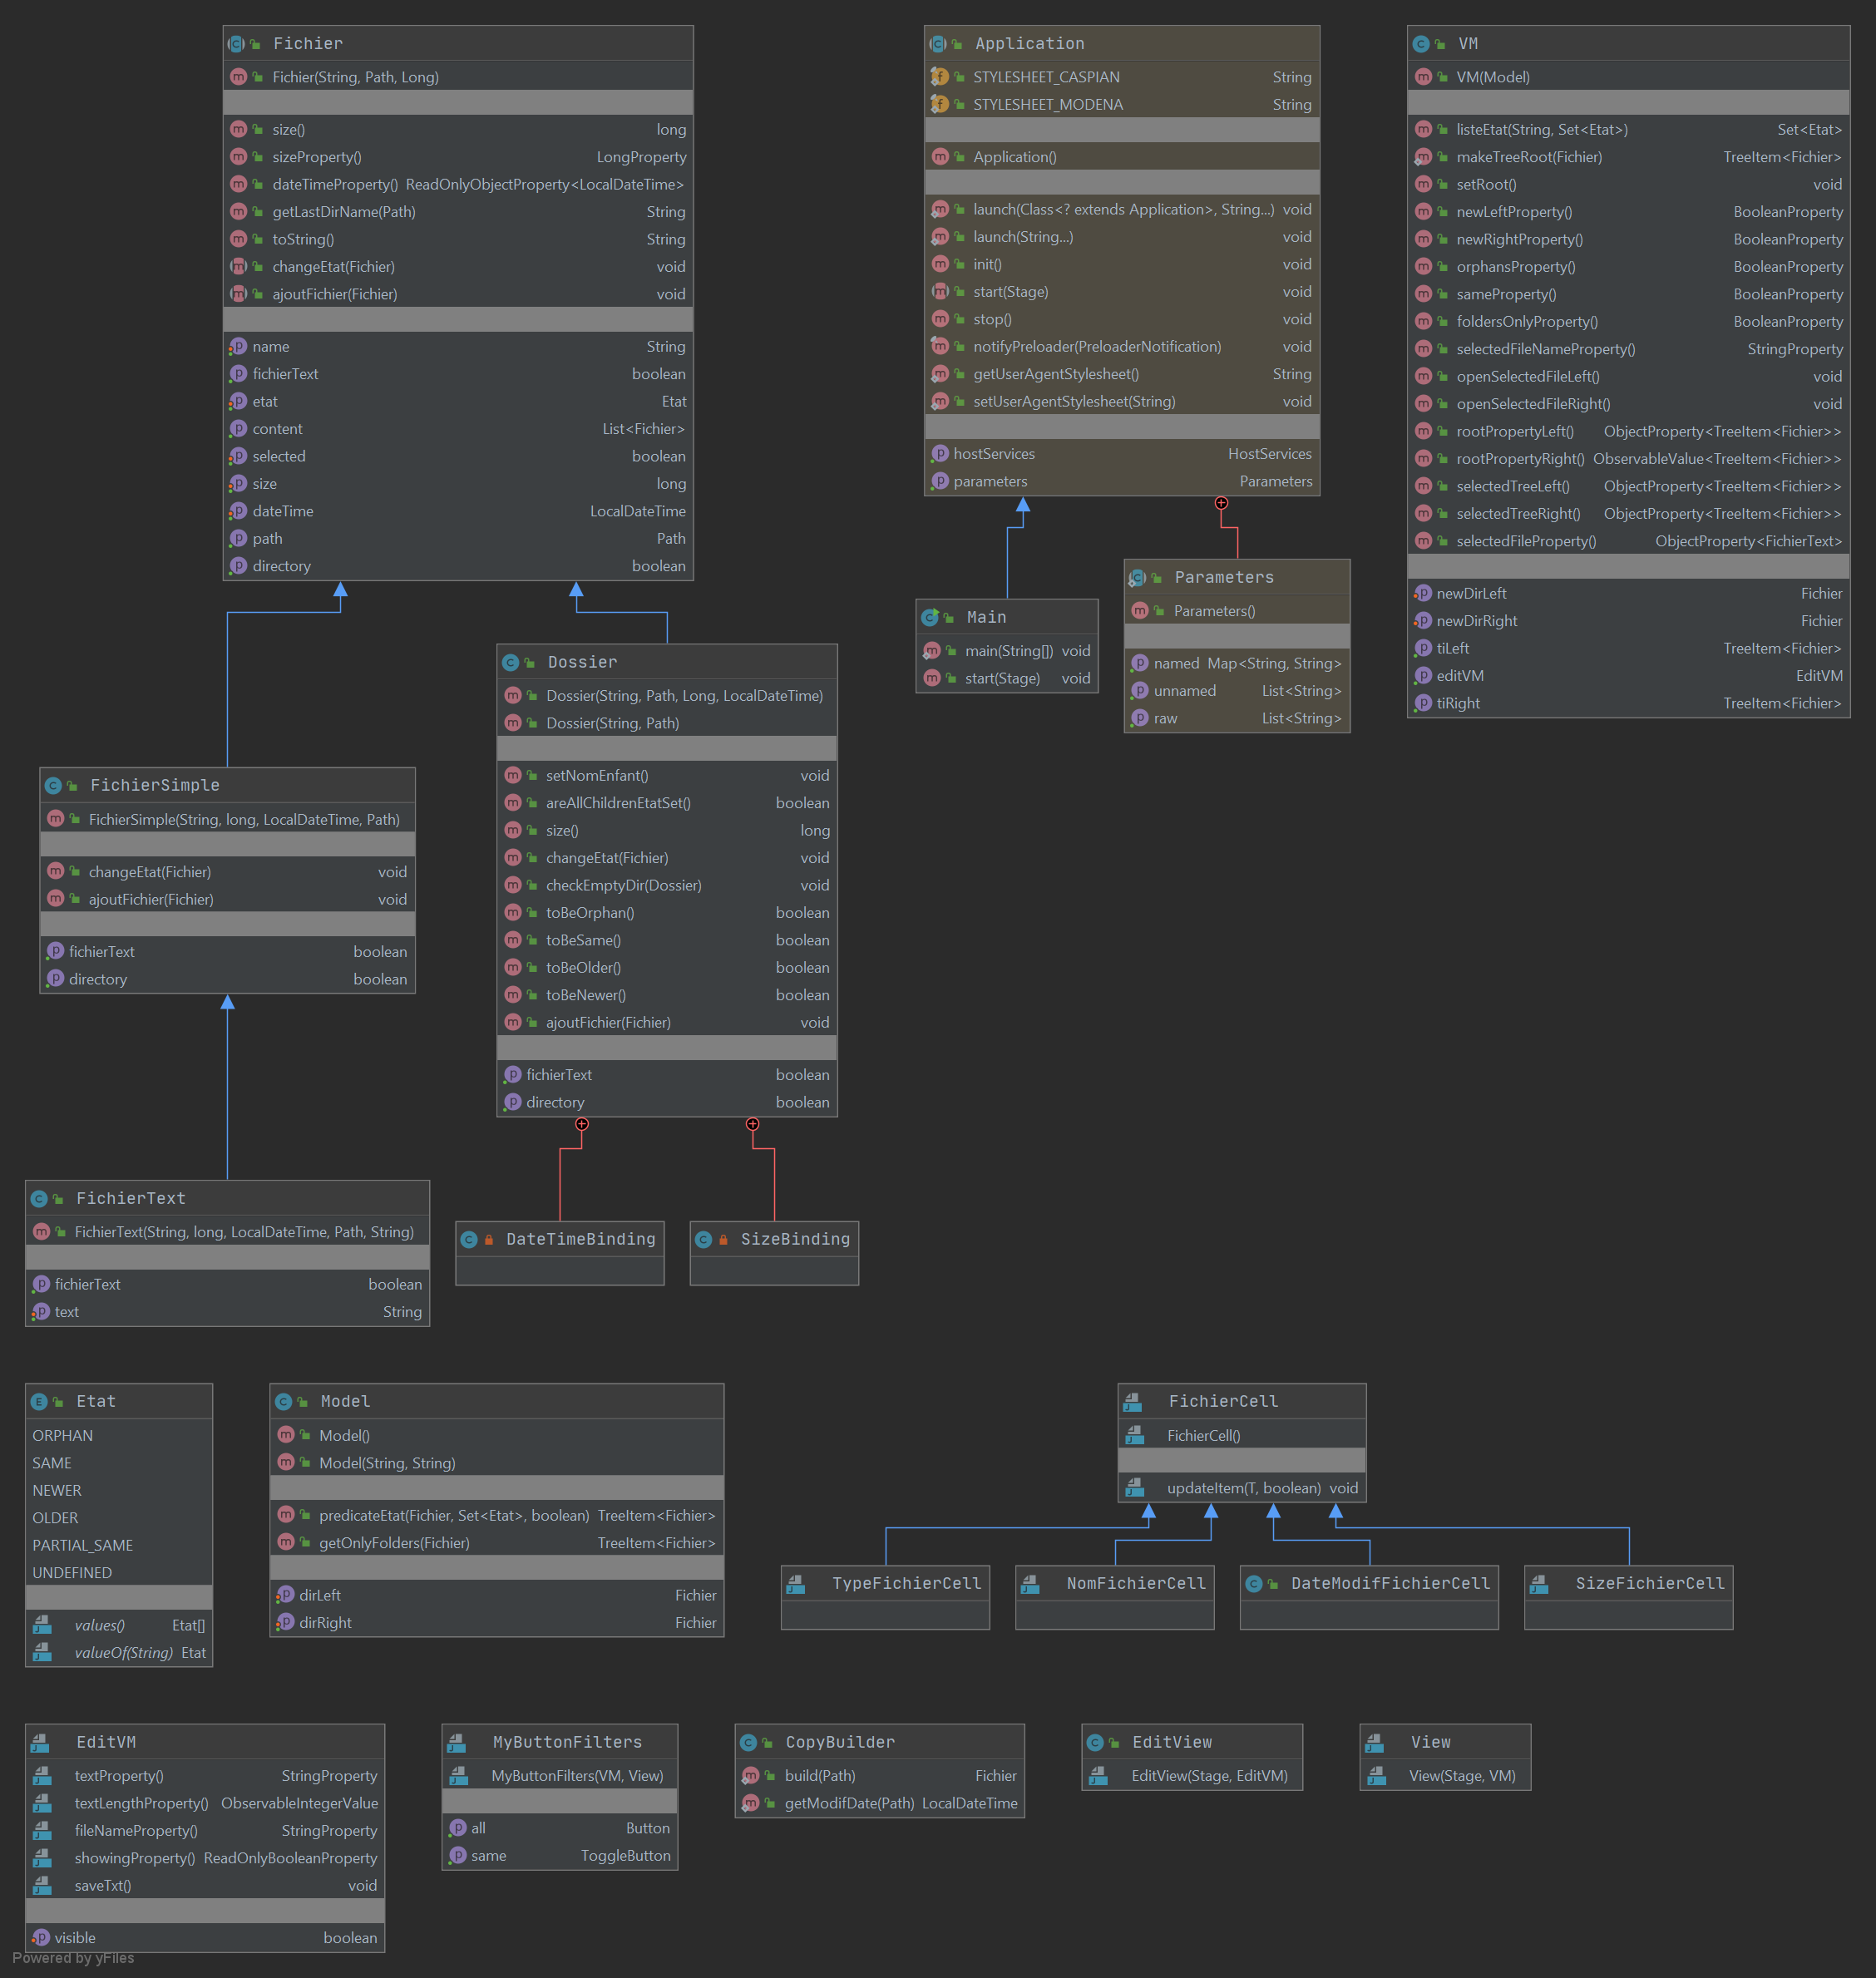 Fichier
Fichier(String, Path, Long)
size() long
sizeProperty() LongProperty
dateTimeProperty() ReadOnlyObjectProperty<LocalDateTime>
getLastDirName(Path) String
toString() String
changeEtat(Fichier) void
ajoutFichier(Fichier) void
name String
fichierText boolean
etat Etat
content List<Fichier>
selected boolean
size long
dateTime LocalDateTime
path Path
directory boolean
Application
STYLESHEET_CASPIAN String
STYLESHEET_MODENA String
Application()
launch(Class<? extends Application>, String...) void
launch(String...) void
init() void
start(Stage) void
stop() void
notifyPreloader(PreloaderNotification) void
getUserAgentStylesheet() String
setUserAgentStylesheet(String) void
hostServices HostServices
parameters Parameters
VM
VM(Model)
listeEtat(String, Set<Etat>) Set<Etat>
makeTreeRoot(Fichier) TreeItem<Fichier>
setRoot() void
newLeftProperty() BooleanProperty
newRightProperty() BooleanProperty
orphansProperty() BooleanProperty
sameProperty() BooleanProperty
foldersOnlyProperty() BooleanProperty
selectedFileNameProperty() StringProperty
openSelectedFileLeft() void
openSelectedFileRight() void
rootPropertyLeft() ObjectProperty<TreeItem<Fichier>>
rootPropertyRight() ObservableValue<TreeItem<Fichier>>
selectedTreeLeft() ObjectProperty<TreeItem<Fichier>>
selectedTreeRight() ObjectProperty<TreeItem<Fichier>>
selectedFileProperty() ObjectProperty<FichierText>
newDirLeft Fichier
newDirRight Fichier
tiLeft TreeItem<Fichier>
editVM EditVM
tiRight TreeItem<Fichier>
Main
main(String[]) void
start(Stage) void
Parameters
Parameters()
named Map<String, String>
unnamed List<String>
raw List<String>
Dossier
Dossier(String, Path, Long, LocalDateTime)
Dossier(String, Path)
setNomEnfant() void
areAllChildrenEtatSet() boolean
size() long
changeEtat(Fichier) void
checkEmptyDir(Dossier) void
toBeOrphan() boolean
toBeSame() boolean
toBeOlder() boolean
toBeNewer() boolean
ajoutFichier(Fichier) void
fichierText boolean
directory boolean
FichierSimple
FichierSimple(String, long, LocalDateTime, Path)
changeEtat(Fichier) void
ajoutFichier(Fichier) void
fichierText boolean
directory boolean
FichierText
FichierText(String, long, LocalDateTime, Path, String)
fichierText boolean
text String
DateTimeBinding
SizeBinding
Etat
ORPHAN
SAME
NEWER
OLDER
PARTIAL_SAME
UNDEFINED
values() Etat[]
valueOf(String) Etat
Model
Model()
Model(String, String)
predicateEtat(Fichier, Set<Etat>, boolean) TreeItem<Fichier>
getOnlyFolders(Fichier) TreeItem<Fichier>
dirLeft Fichier
dirRight Fichier
FichierCell
FichierCell()
updateItem(T, boolean) void
TypeFichierCell
NomFichierCell
DateModifFichierCell
SizeFichierCell
EditVM
textProperty() StringProperty
textLengthProperty() ObservableIntegerValue
fileNameProperty() StringProperty
showingProperty() ReadOnlyBooleanProperty
saveTxt() void
visible boolean
MyButtonFilters
MyButtonFilters(VM, View)
all Button
same ToggleButton
CopyBuilder
build(Path) Fichier
getModifDate(Path) LocalDateTime
EditView
EditView(Stage, EditVM)
View
View(Stage, VM)
Powered by yFiles